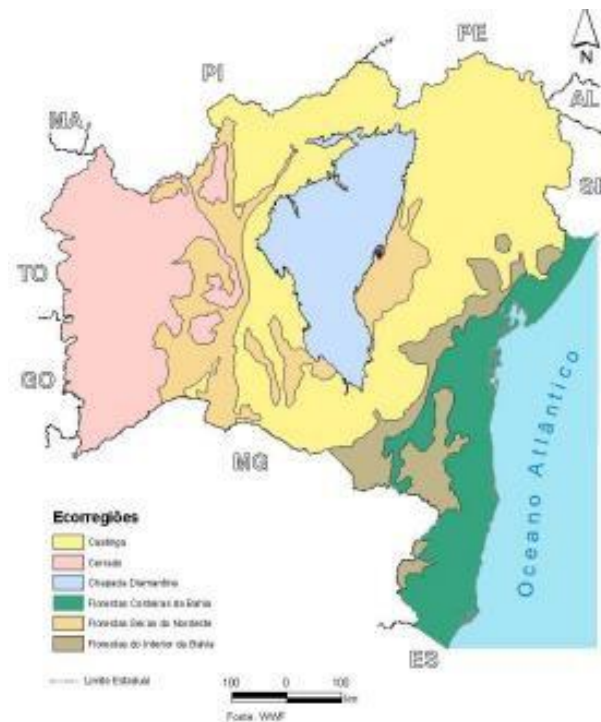 PE
N
PI
AL
MA
SE
TO
GO
Oceano Atlântico
MG
Ecorregiões
Caatinga
Cerrado
Chapada Diamantina
Florestas Costeiras da Bahia
Florestas Secas do Nordeste
Florestas do Interior da Bahia
Limite Estadual
ES
100 0 100
Km
Fonte: WWF